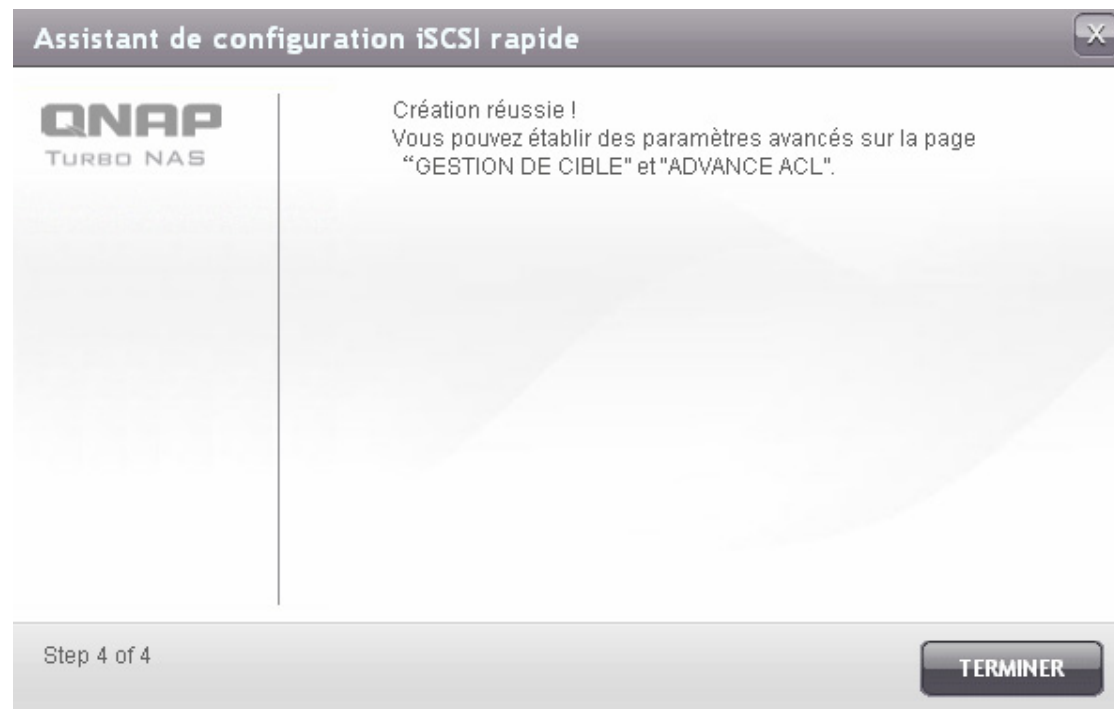 Assistant de configuration iSCSI rapide
X
QNAP
TURBO NAS
Création réussie !
Vous pouvez établir des paramètres avancés sur la page
“GESTION DE CIBLE" et "ADVANCE ACL".
Step 4 of 4
TERMINER